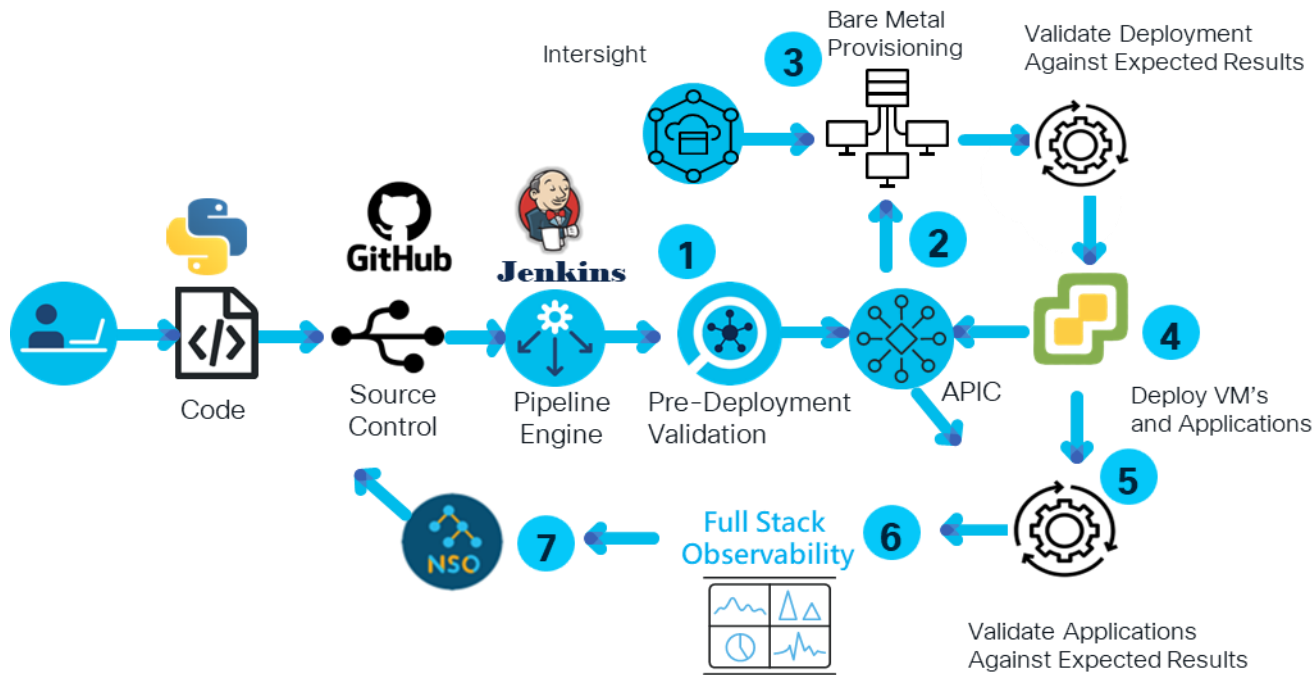 Intersight
3
Bare Metal
Provisioning
Validate Deployment
Against Expected Results
GitHub
Jenkins
1
2
</>
Code
Source
Control
Pipeline
Engine
Pre-Deployment
Validation
APIC
4
Deploy VM's
and Applications
5
Full Stack
Observability
6
7
NSO
Validate Applications
Against Expected Results